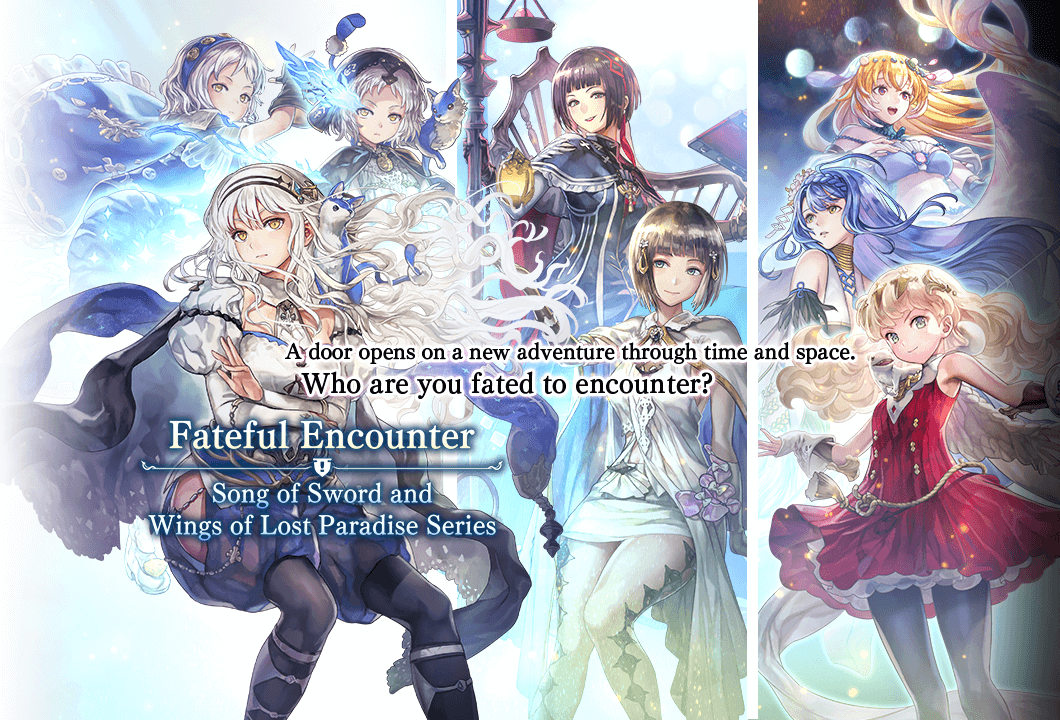 A door opens on a new adventure through time and space.
Who are you fated to encounter?
Fateful Encounter
Song of Sword and
Wings of Lost Paradise Series